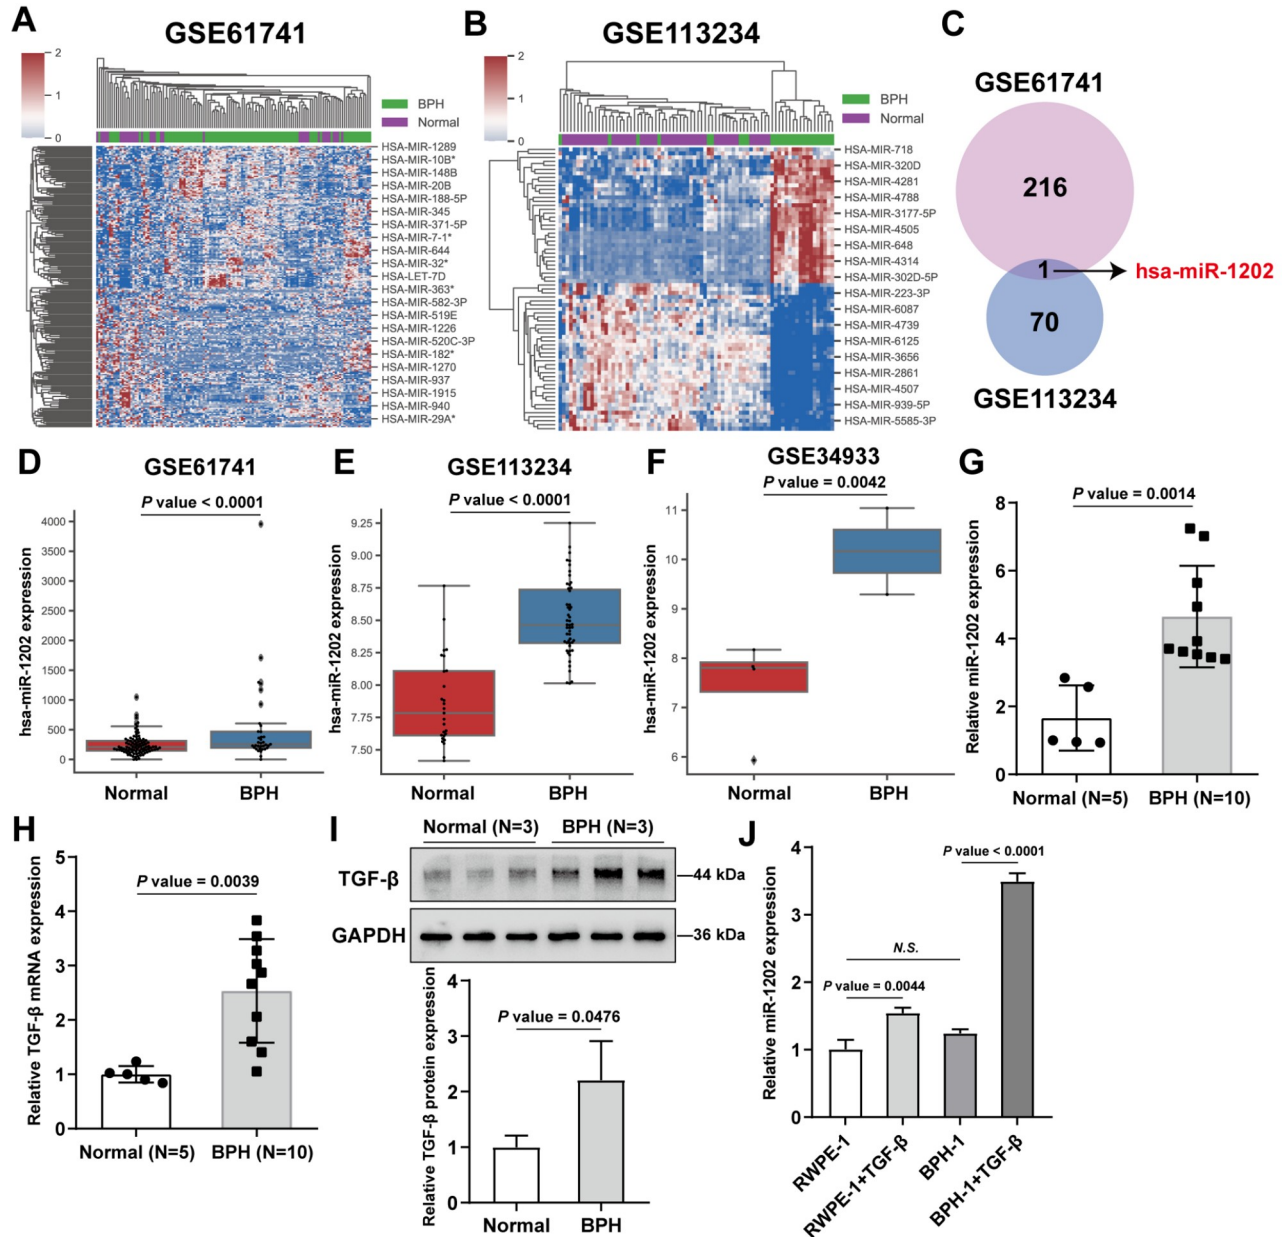 A
GSE61741
2
1
0
BPH
Normal
HSA-MIR-1289
HSA-MIR-10B*
HSA-MIR-148B
HSA-MIR-20B
HSA-MIR-188-5P
HSA-MIR-345
HSA-MIR-371-5P
HSA-MIR-7-1*
HSA-MIR-644
HSA-MIR-32*
HSA-LET-7D
HSA-MIR-363*
HSA-MIR-582-3P
HSA-MIR-519E
HSA-MIR-1226
HSA-MIR-520C-3P
HSA-MIR-182*
HSA-MIR-1270
HSA-MIR-937
HSA-MIR-1915
HSA-MIR-940
HSA-MIR-29A*
B
GSE113234
2
1
0
BPH
Normal
HSA-MIR-718
HSA-MIR-320D
HSA-MIR-4281
HSA-MIR-4788
HSA-MIR-3177-5P
HSA-MIR-4505
HSA-MIR-648
HSA-MIR-4314
HSA-MIR-302D-5P
HSA-MIR-223-3P
HSA-MIR-6087
HSA-MIR-4739
HSA-MIR-6125
HSA-MIR-3656
HSA-MIR-2861
HSA-MIR-4507
HSA-MIR-939-5P
HSA-MIR-5585-3P
C
GSE61741
216
1
hsa-miR-1202
70
GSE113234
D
GSE61741
P value < 0.0001
hsa-miR-1202 expression
4000
3500
3000
2500
2000
1500
1000
500
0
Normal
BPH
E
GSE113234
P value < 0.0001
hsa-miR-1202 expression
9.25
9.00
8.75
8.50
8.25
8.00
7.75
7.50
Normal
BPH
F
GSE34933
P value = 0.0042
hsa-miR-1202 expression
11
10
9
8
7
6
Normal
BPH
G
P value = 0.0014
Relative miR-1202 expression
8
6
4
2
0
Normal (N=5)
BPH (N=10)
H
P value = 0.0039
Relative TGF-β mRNA expression
5
4
3
2
1
0
Normal (N=5)
BPH (N=10)
I
Normal (N=3)
BPH (N=3)
TGF-β
44 kDa
GAPDH
36 kDa
P value = 0.0476
Relative TGF-β protein expression
4
3
2
1
0
Normal
BPH
J
P value < 0.0001
N.S.
P value = 0.0044
Relative miR-1202 expression
4
3
2
1
0
RWPE-1
RWPE-1+TGF-β
BPH-1
BPH-1+TGF-β